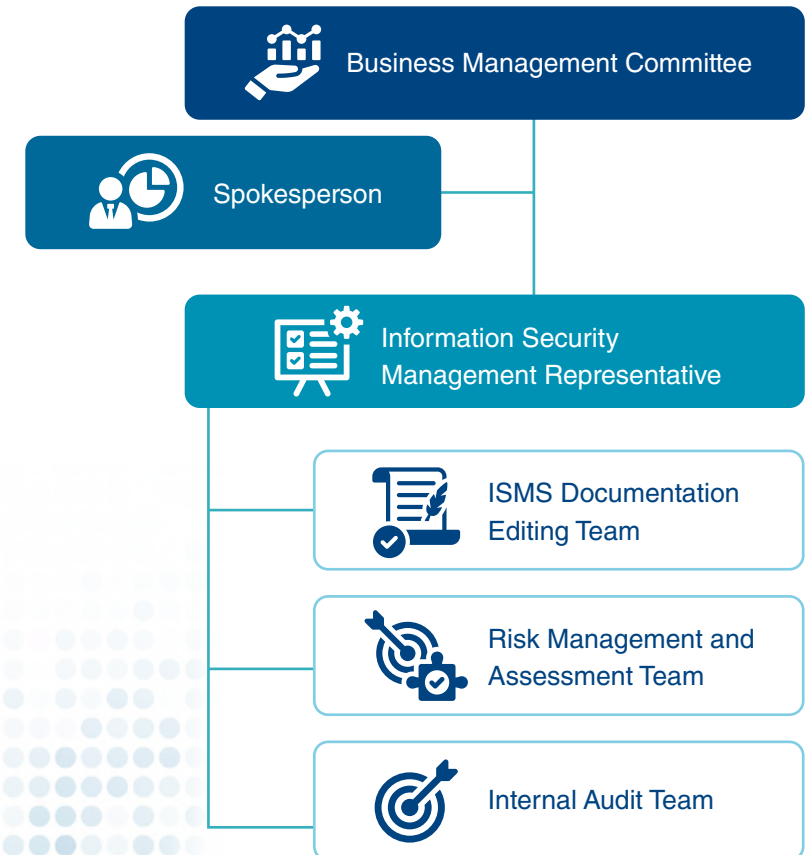 Business Management Committee
Spokesperson
Information Security
Management Representative
ISMS Documentation
Editing Team
Risk Management and
Assessment Team
Internal Audit Team